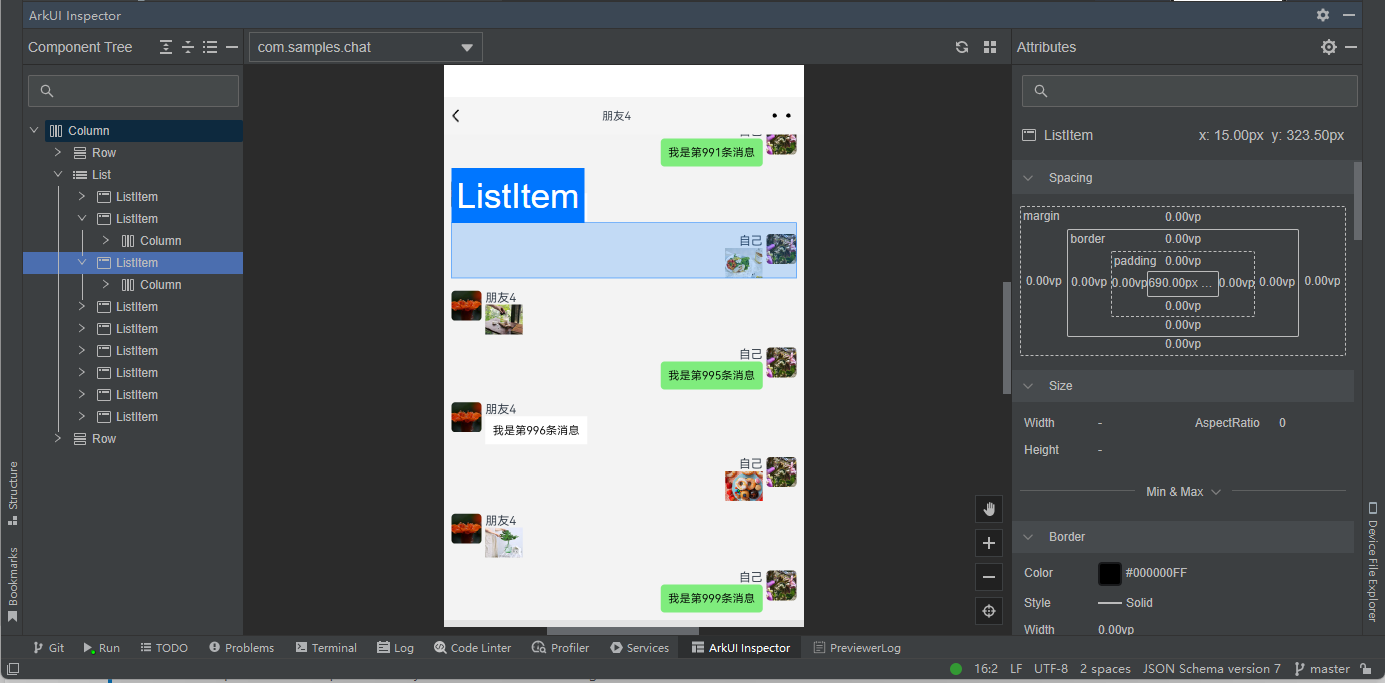 ArkUI Inspector
Component Tree
com.samples.chat
Attributes
Column
Row
List
ListItem
ListItem
Column
ListItem
Column
ListItem
ListItem
ListItem
ListItem
ListItem
ListItem
Row
朋友4
我是第991条消息
ListItem
自己
朋友4
自己
我是第995条消息
朋友4
我是第996条消息
自己
朋友4
自己
我是第999条消息
ListItem x: 15.00px y: 323.50px
Spacing
margin 0.00vp
border 0.00vp
padding 0.00vp
0.00vp 0.00vp 0.00vp 690.00px ... 0.00vp 0.00vp 0.00vp
0.00vp
0.00vp
0.00vp
Size
Width - AspectRatio 0
Height -
Min & Max
Border
Color #000000FF
Style Solid
Width 0.00vp
Structure
Bookmarks
Device File Explorer
Git Run TODO Problems Terminal Log Code Linter Profiler Services ArkUI Inspector PreviewerLog
16:2 LF UTF-8 2 spaces JSON Schema version 7 master